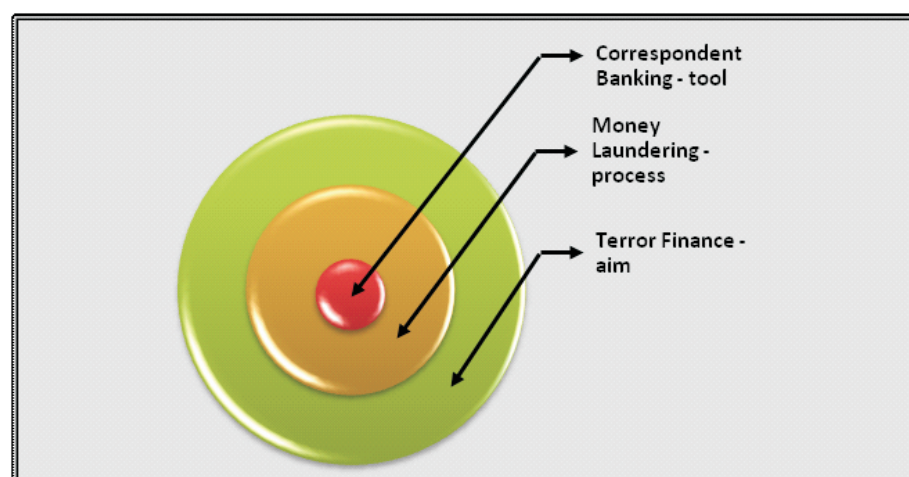 Correspondent
Banking - tool
Money
Laundering -
process
Terror Finance -
aim